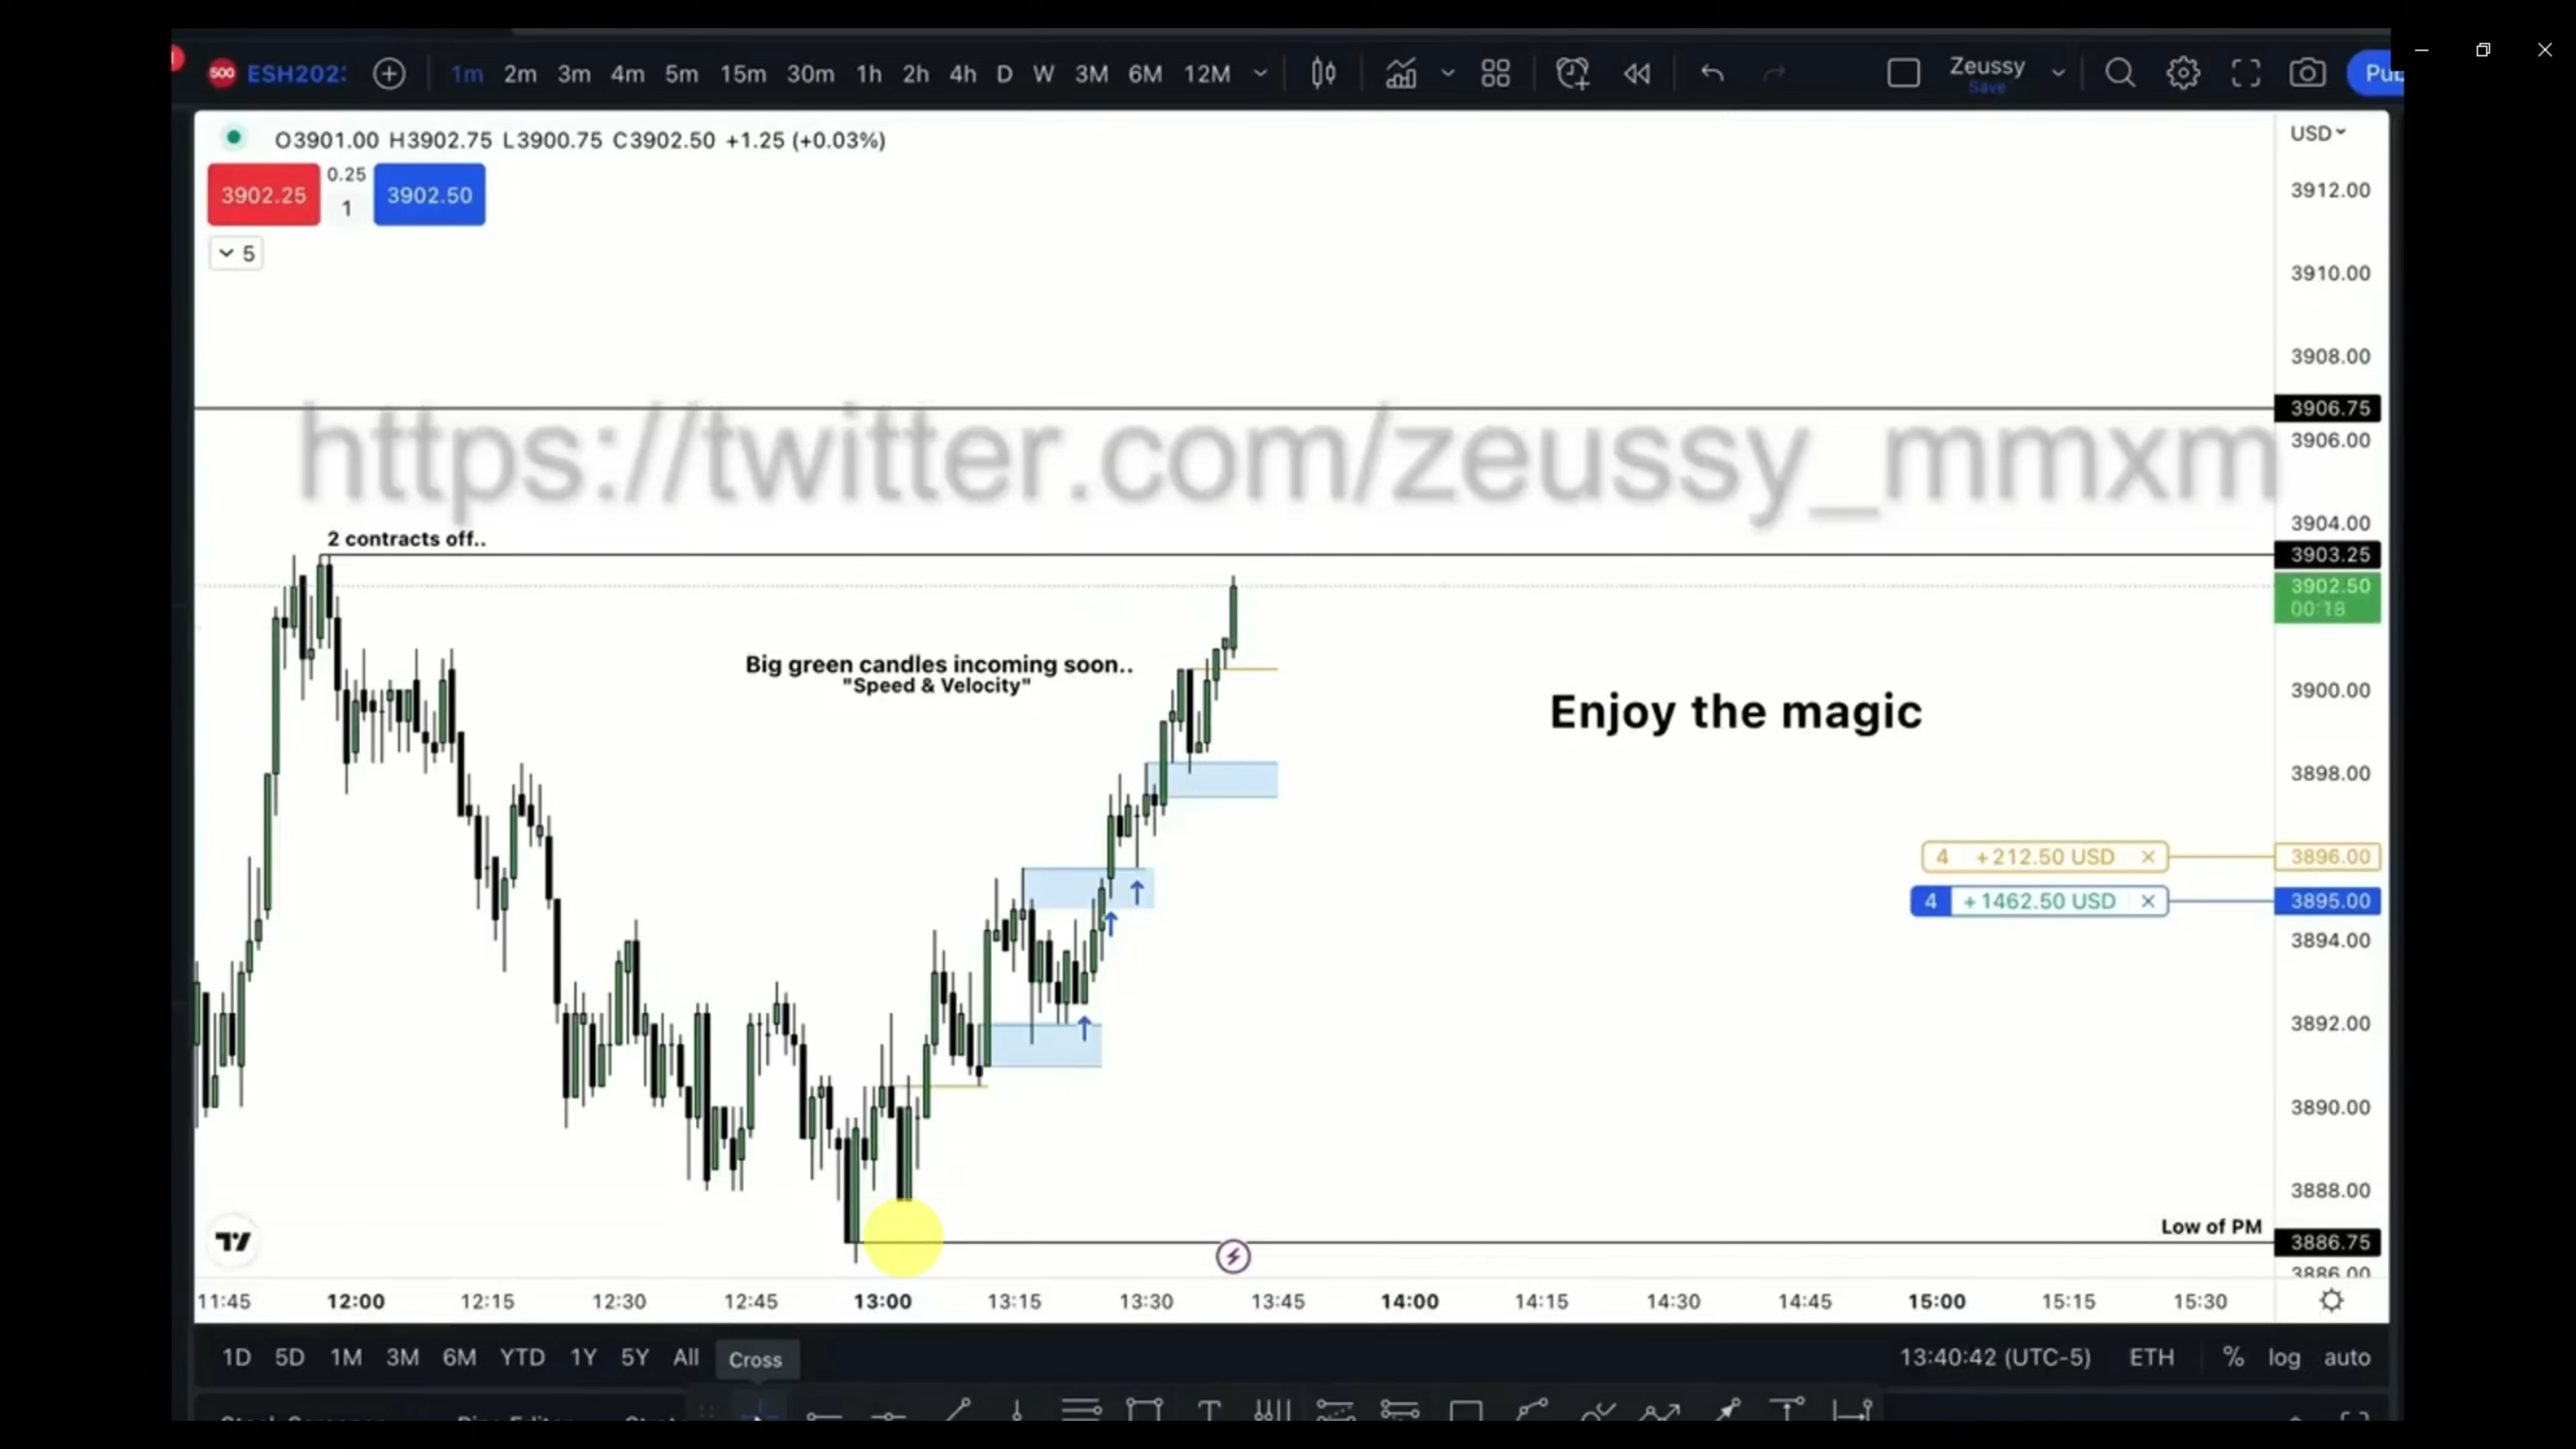 500 ESH202: 1m 2m 3m 4m 5m 15m 30m 1h 2h 4h D W 3M 6M 12M Zeussy
Save
O3901.00 H3902.75 L3900.75 C3902.50 +1.25 (+0.03%)
USD
3902.25 0.25 3902.50
1
5
3912.00
3910.00
3908.00
3906.75
https://twitter.com/zeussy_mmxm
3906.00
3904.00
2 contracts off..
3903.25
3902.50
00:18
Big green candles incoming soon..
"Speed & Velocity"
3900.00
Enjoy the magic
3898.00
4 +212.50 USD 3896.00
4 +1462.50 USD 3895.00
3894.00
3892.00
3890.00
3888.00
Low of PM
3886.75
3886.00
11:45 12:00 12:15 12:30 12:45 13:00 13:15 13:30 13:45 14:00 14:15 14:30 14:45 15:00 15:15 15:30
1D 5D 1M 3M 6M YTD 1Y 5Y All Cross 13:40:42 (UTC-5) ETH % log auto